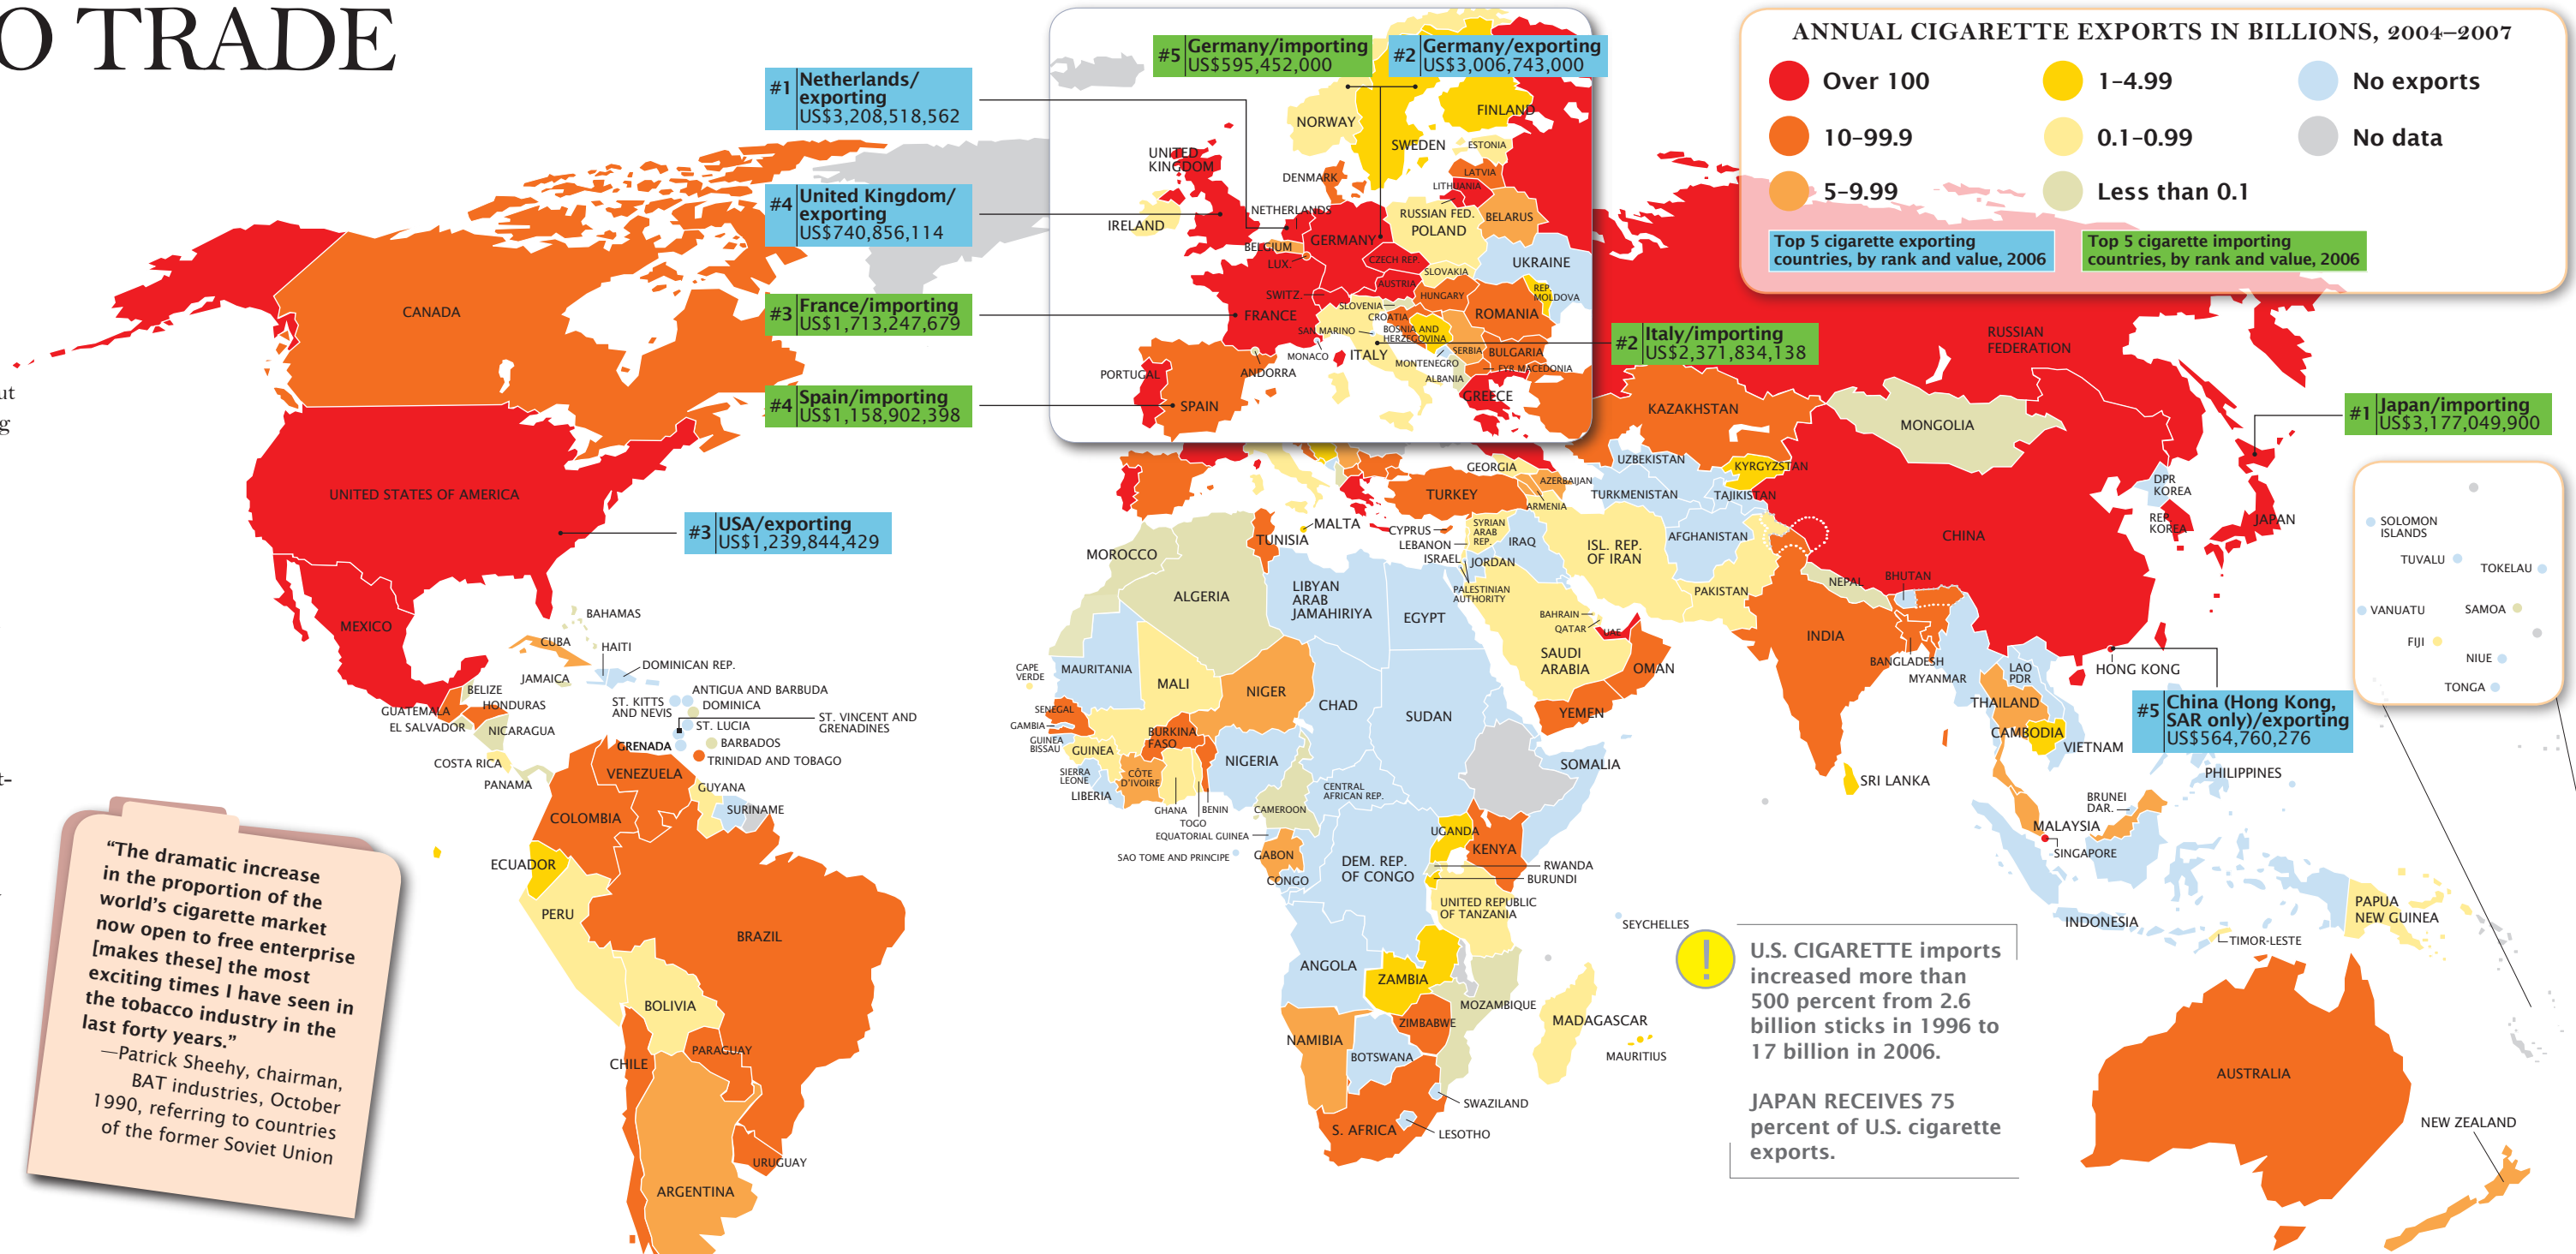 O TRADE
ut
g
t-
ANNUAL CIGARETTE EXPORTS IN BILLIONS, 2004–2007
Over 100
10–99.9
5–9.99
1–4.99
0.1–0.99
Less than 0.1
No exports
No data
Top 5 cigarette exporting
countries, by rank and value, 2006
Top 5 cigarette importing
countries, by rank and value, 2006
#1 Netherlands/
exporting
US$3,208,518,562
#4 United Kingdom/
exporting
US$740,856,114
#3 France/importing
US$1,713,247,679
#4 Spain/importing
US$1,158,902,398
#5 Germany/importing
US$595,452,000
#2 Germany/exporting
US$3,006,743,000
#2 Italy/importing
US$2,371,834,138
#1 Japan/importing
US$3,177,049,900
#3 USA/exporting
US$1,239,844,429
#5 China (Hong Kong,
SAR only)/exporting
US$564,760,276
NORWAY
FINLAND
SWEDEN
ESTONIA
UNITED
KINGDOM
DENMARK
LATVIA
LITHUANIA
IRELAND
NETHERLANDS
RUSSIAN FED.
POLAND
BELARUS
GERMANY
BELGIUM
LUX.
CZECH REP.
SLOVAKIA
UKRAINE
AUSTRIA
SWITZ.
HUNGARY
REP.
MOLDOVA
SLOVENIA
FRANCE
CROATIA
ROMANIA
SAN MARINO
BOSNIA AND
HERZEGOVINA
MONACO
ITALY
SERBIA
BULGARIA
MONTENEGRO
FYR MACEDONIA
ANDORRA
ALBANIA
PORTUGAL
SPAIN
GREECE
CANADA
UNITED STATES OF AMERICA
MEXICO
BAHAMAS
CUBA
HAITI
DOMINICAN REP.
JAMAICA
BELIZE
HONDURAS
GUATEMALA
EL SALVADOR
NICARAGUA
COSTA RICA
PANAMA
ST. KITTS
AND NEVIS
ANTIGUA AND BARBUDA
DOMINICA
ST. LUCIA
ST. VINCENT AND
GRENADINES
GRENADA
BARBADOS
TRINIDAD AND TOBAGO
VENEZUELA
GUYANA
SURINAME
COLOMBIA
ECUADOR
PERU
BRAZIL
BOLIVIA
PARAGUAY
CHILE
URUGUAY
ARGENTINA
RUSSIAN
FEDERATION
KAZAKHSTAN
MONGOLIA
GEORGIA
UZBEKISTAN
KYRGYZSTAN
AZERBAIJAN
TURKEY
TURKMENISTAN
TAJIKISTAN
ARMENIA
DPR
KOREA
REP.
KOREA
JAPAN
CHINA
MALTA
TUNISIA
CYPRUS
SYRIAN
ARAB
REP.
LEBANON
IRAQ
ISL. REP.
OF IRAN
AFGHANISTAN
ISRAEL
JORDAN
PALESTINIAN
AUTHORITY
MOROCCO
ALGERIA
LIBYAN
ARAB
JAMAHIRIYA
EGYPT
PAKISTAN
NEPAL
BHUTAN
BAHRAIN
QATAR
UAE
INDIA
SAUDI
ARABIA
OMAN
BANGLADESH
MYANMAR
LAO
PDR
HONG KONG
THAILAND
CAMBODIA
VIETNAM
PHILIPPINES
SRI LANKA
BRUNEI
DAR.
MALAYSIA
SINGAPORE
INDONESIA
TIMOR-LESTE
PAPUA
NEW GUINEA
AUSTRALIA
NEW ZEALAND
CAPE
VERDE
MAURITANIA
MALI
NIGER
CHAD
SUDAN
YEMEN
SENEGAL
GAMBIA
GUINEA
BISSAU
GUINEA
BURKINA
FASO
SIERRA
LEONE
CÔTE
D'IVOIRE
LIBERIA
GHANA
TOGO
BENIN
NIGERIA
CAMEROON
CENTRAL
AFRICAN REP.
SOMALIA
EQUATORIAL GUINEA
SAO TOME AND PRINCIPE
GABON
CONGO
DEM. REP.
OF CONGO
UGANDA
KENYA
RWANDA
BURUNDI
UNITED REPUBLIC
OF TANZANIA
SEYCHELLES
ANGOLA
ZAMBIA
MOZAMBIQUE
ZIMBABWE
MADAGASCAR
MAURITIUS
NAMIBIA
BOTSWANA
SWAZILAND
S. AFRICA
LESOTHO
SOLOMON
ISLANDS
TUVALU
TOKELAU
VANUATU
SAMOA
FIJI
NIUE
TONGA
“The dramatic increase
in the proportion of the
world’s cigarette market
now open to free enterprise
[makes these] the most
exciting times I have seen in
the tobacco industry in the
last forty years.”
—Patrick Sheehy, chairman,
BAT industries, October
1990, referring to countries
of the former Soviet Union
!
U.S. CIGARETTE imports
increased more than
500 percent from 2.6
billion sticks in 1996 to
17 billion in 2006.
JAPAN RECEIVES 75
percent of U.S. cigarette
exports.